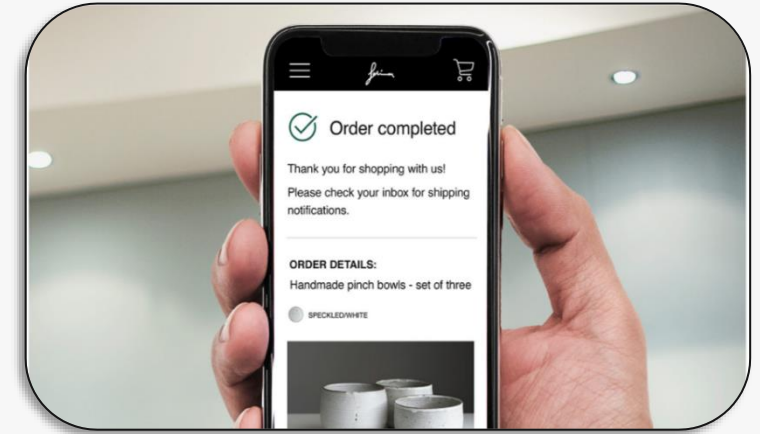 Order completed
Thank you for shopping with us!
Please check your inbox for shipping
notifications.
ORDER DETAILS:
Handmade pinch bowls - set of three
SPECKLED/WHITE